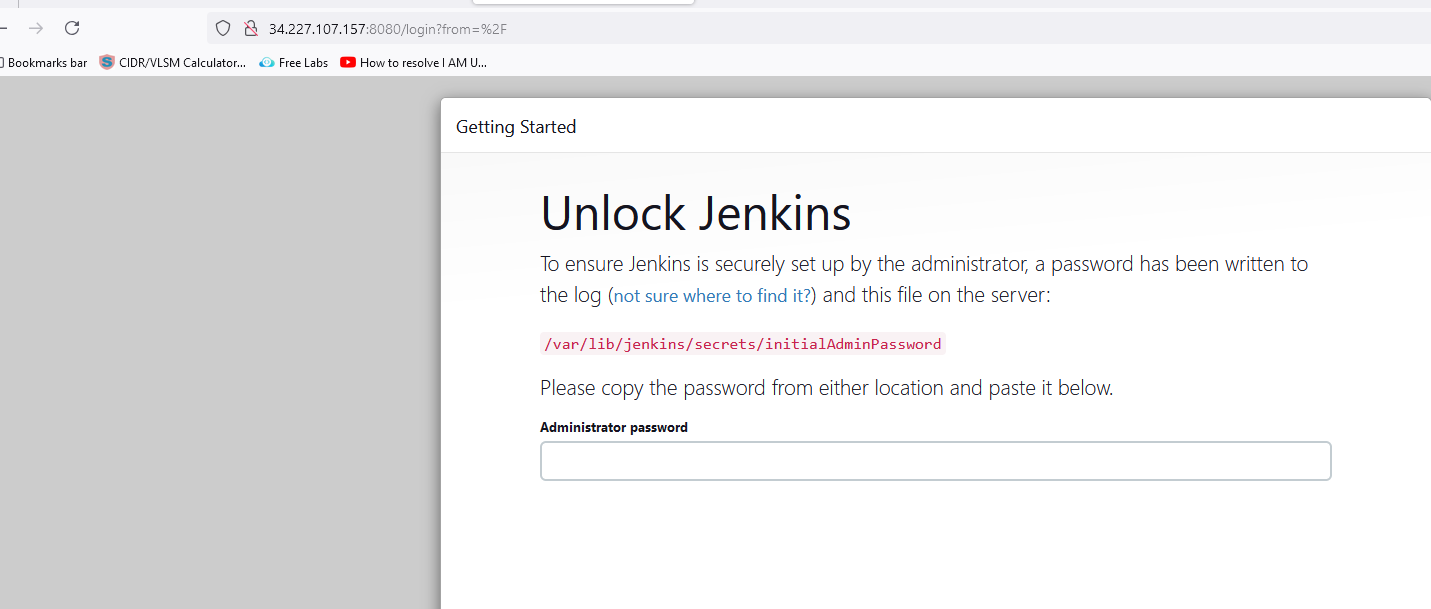 34.227.107.157:8080/login?from=%2F
Bookmarks bar CIDR/VLSM Calculator... Free Labs How to resolve I AM U...
Getting Started
Unlock Jenkins
To ensure Jenkins is securely set up by the administrator, a password has been written to
the log (not sure where to find it?) and this file on the server:
/var/lib/jenkins/secrets/initialAdminPassword
Please copy the password from either location and paste it below.
Administrator password